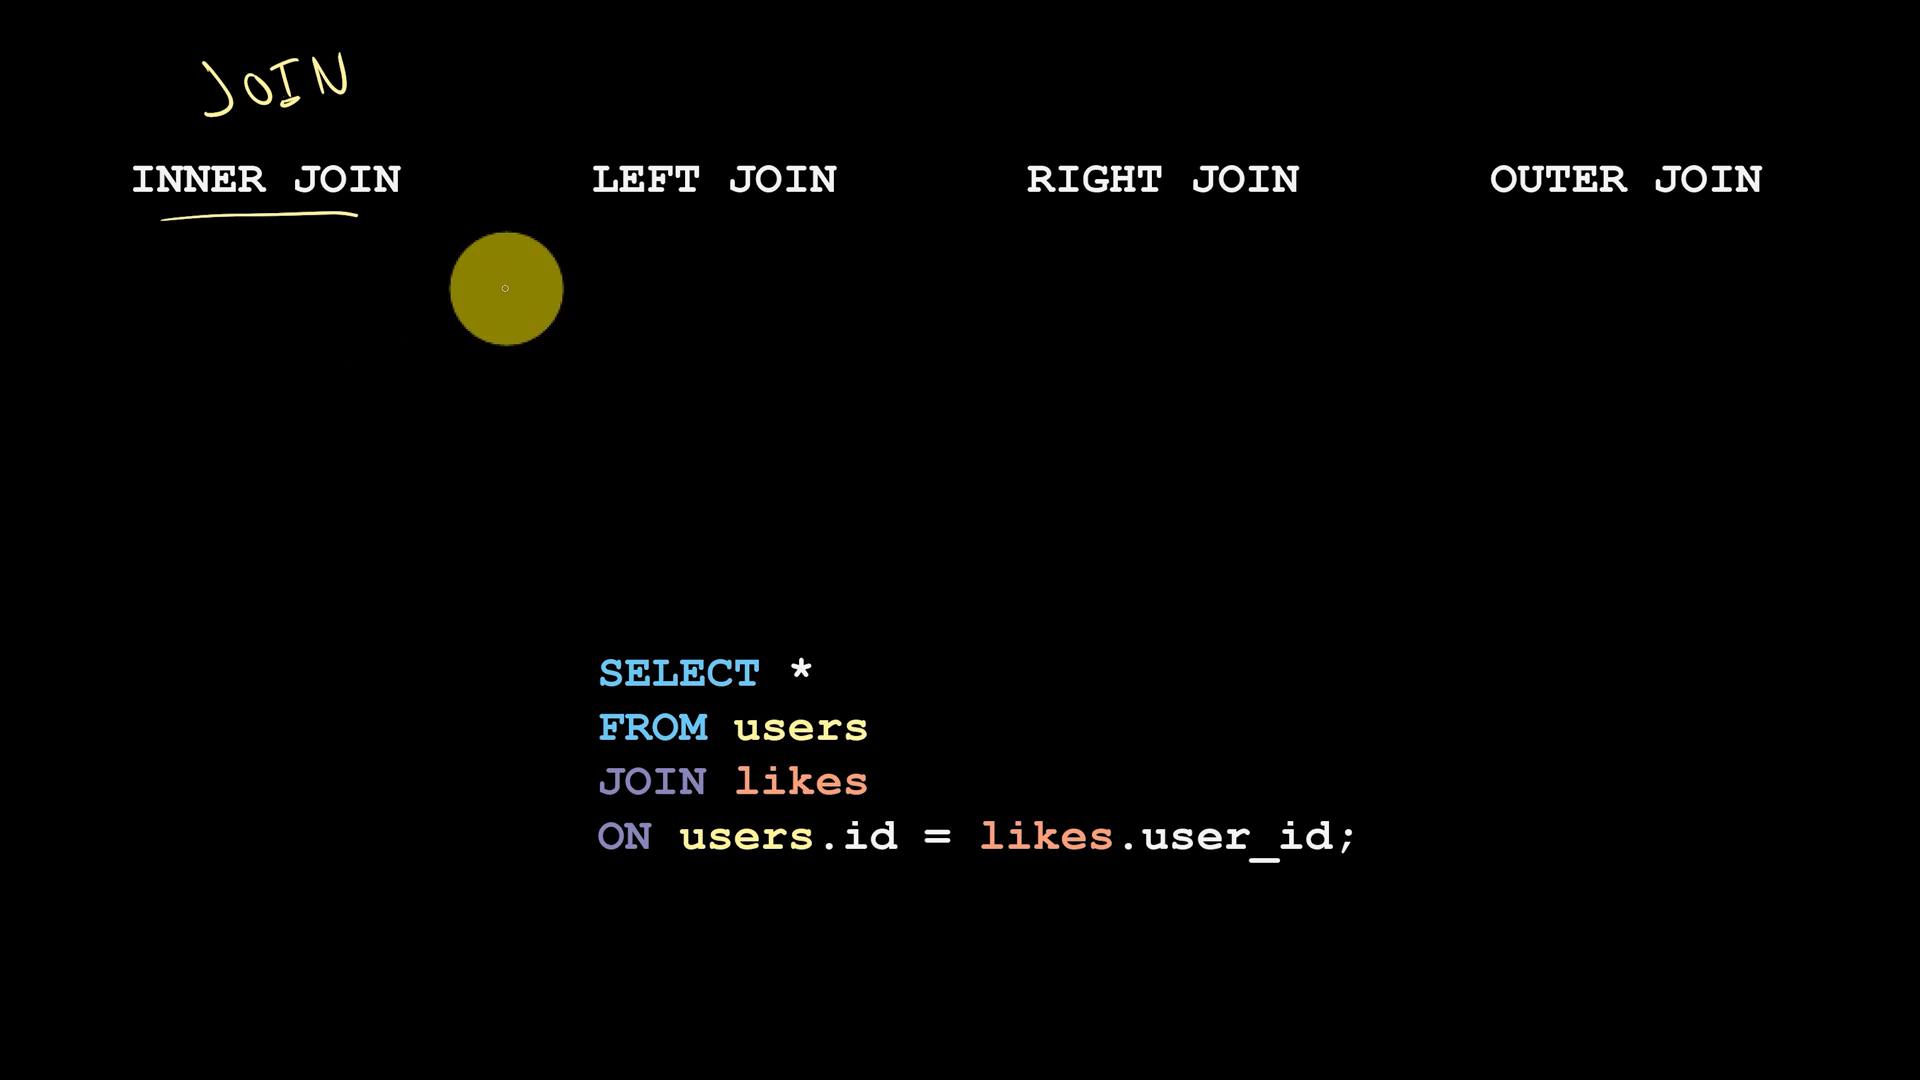 JOIN
INNER JOIN LEFT JOIN RIGHT JOIN OUTER JOIN
SELECT *
FROM users
JOIN likes
ON users.id = likes.user_id;